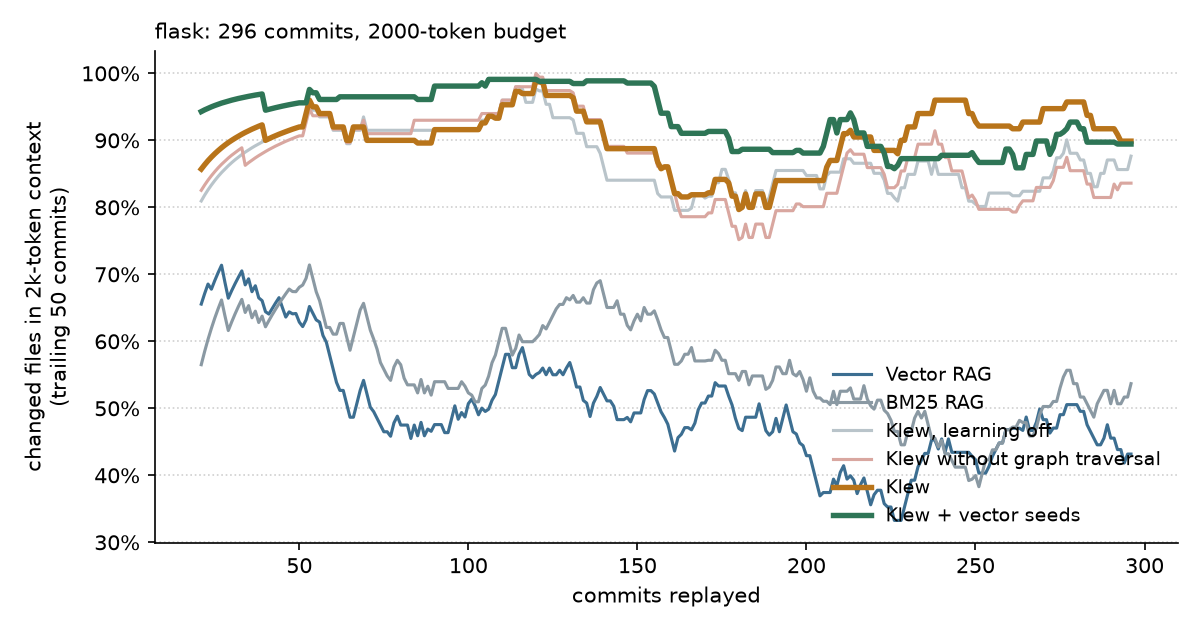 flask: 296 commits, 2000-token budget
changed files in 2k-token context
(trailing 50 commits)
100%
90%
80%
70%
60%
50%
40%
30%
Vector RAG
BM25 RAG
Klew, learning off
Klew without graph traversal
Klew
Klew + vector seeds
50
100
150
200
250
300
commits replayed